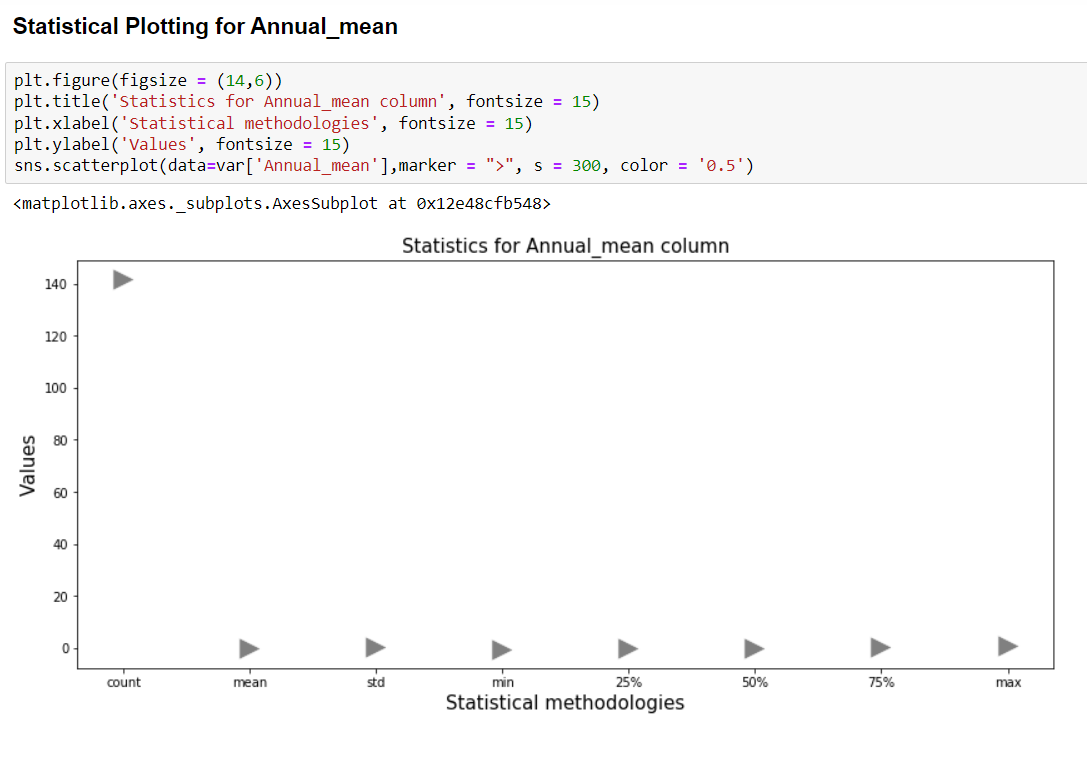 Statistical Plotting for Annual_mean
plt.figure(figsize = (14,6))
plt.title('Statistics for Annual_mean column', fontsize = 15)
plt.xlabel('Statistical methodologies', fontsize = 15)
plt.ylabel('Values', fontsize = 15)
sns.scatterplot(data=var['Annual_mean'],marker = ">", s = 300, color = '0.5')
<matplotlib.axes._subplots.AxesSubplot at 0x12e48cfb548>
Statistics for Annual_mean column
140
120
100
80
60
40
20
0
Values
count mean std min 25% 50% 75% max
Statistical methodologies